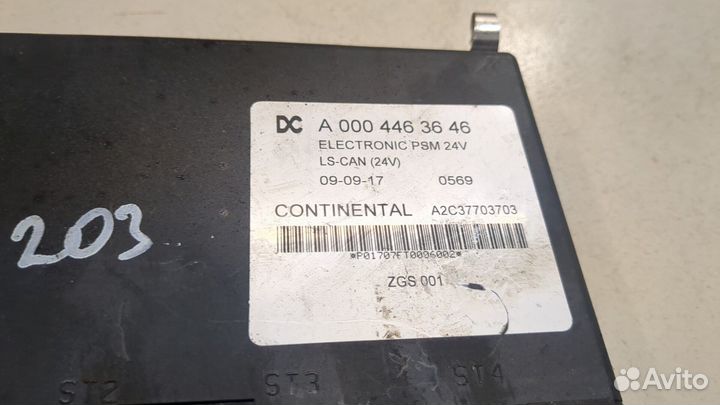 DC A 000 446 36 46
ELECTRONIC PSM 24V
LS-CAN (24V)
09-09-17 0569
CONTINENTAL A2C37703703
*P01707ET0096002*
ZGS 001
203
ST2 ST3 ST4
Avito